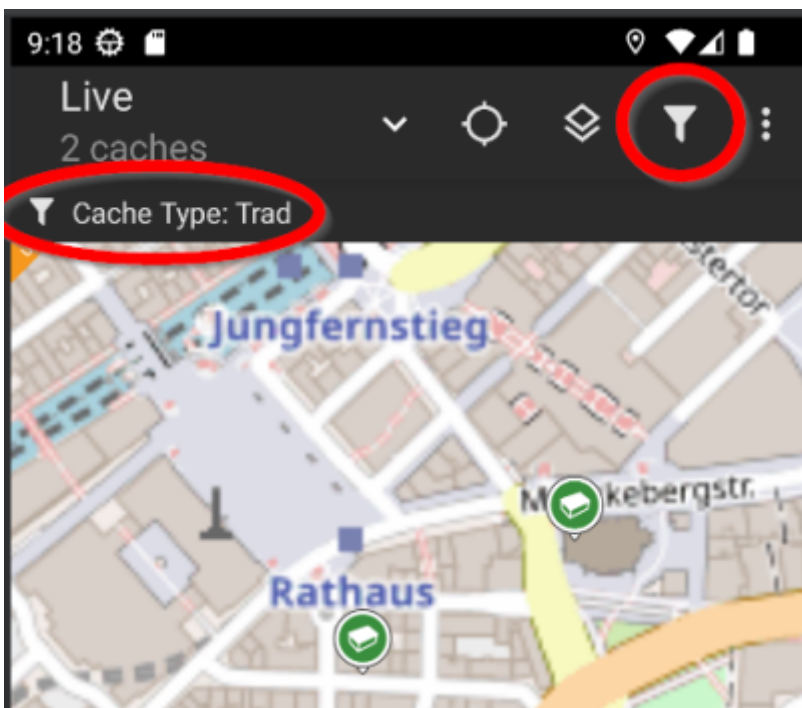 9:18
Live
2 caches
Cache Type: Trad
Jungfernstieg
kebergstr.
Rathaus